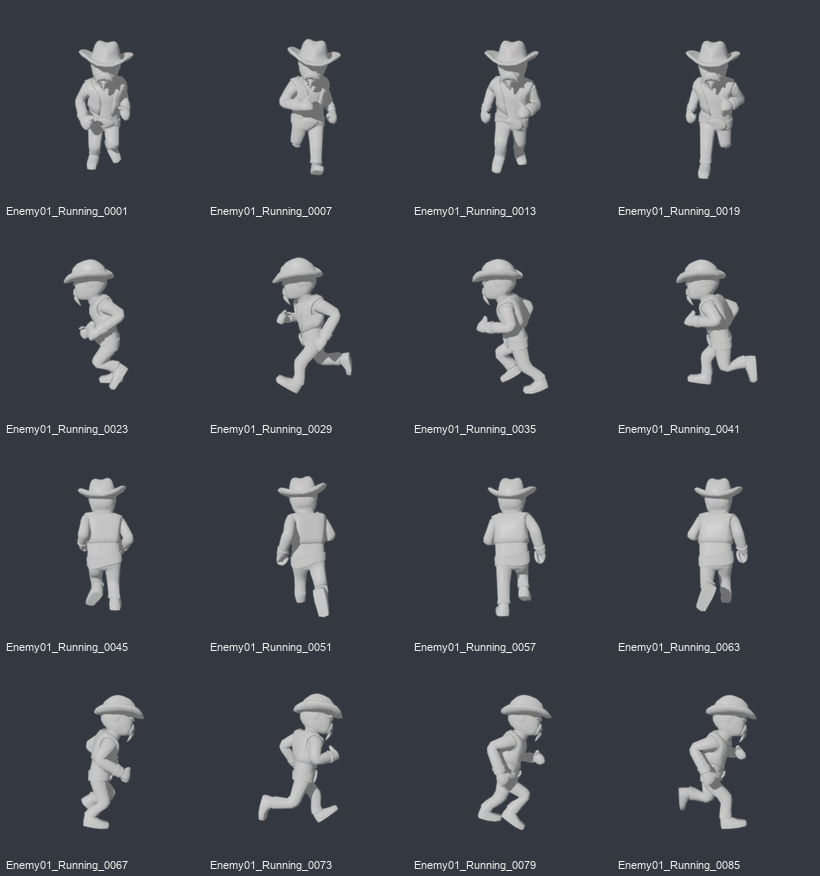 Enemy01_Running_0001
Enemy01_Running_0007
Enemy01_Running_0013
Enemy01_Running_0019
Enemy01_Running_0023
Enemy01_Running_0029
Enemy01_Running_0035
Enemy01_Running_0041
Enemy01_Running_0045
Enemy01_Running_0051
Enemy01_Running_0057
Enemy01_Running_0063
Enemy01_Running_0067
Enemy01_Running_0073
Enemy01_Running_0079
Enemy01_Running_0085